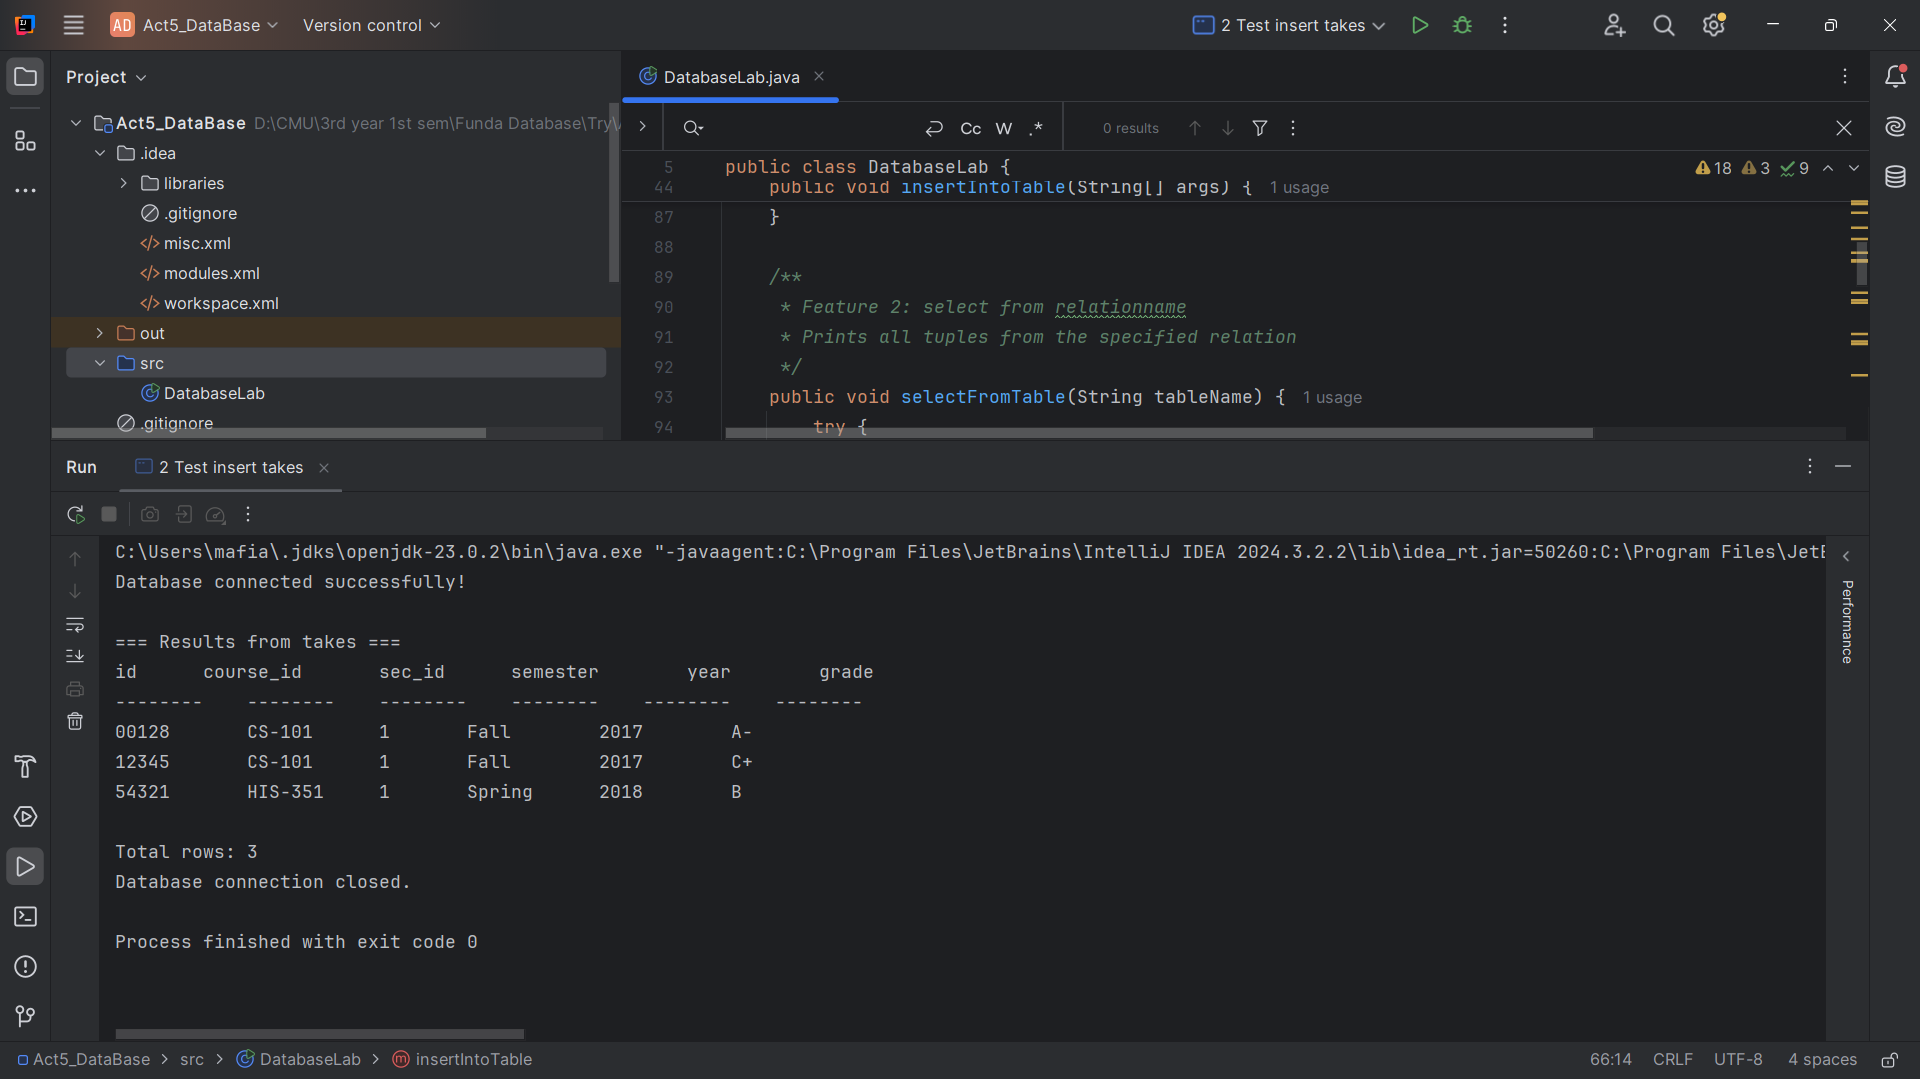 AD Act5_DataBase Version control 2 Test insert takes
Project
Act5_DataBase D:\CMU\3rd year 1st sem\Funda Database\Try\
.idea
libraries
.gitignore
misc.xml
modules.xml
workspace.xml
out
src
DatabaseLab
.gitignore
DatabaseLab.java
Cc W .* 0 results
5 public class DatabaseLab { 18 3 9
44 public void insertIntoTable(String[] args) { 1 usage
87 }
88
89 /**
90 * Feature 2: select from relationname
91 * Prints all tuples from the specified relation
92 */
93 public void selectFromTable(String tableName) { 1 usage
94 try {
Run 2 Test insert takes
C:\Users\mafia\.jdks\openjdk-23.0.2\bin\java.exe "-javaagent:C:\Program Files\JetBrains\IntelliJ IDEA 2024.3.2.2\lib\idea_rt.jar=50260:C:\Program Files\JetB
Database connected successfully!
=== Results from takes ===
id course_id sec_id semester year grade
-------- -------- -------- -------- -------- --------
00128 CS-101 1 Fall 2017 A-
12345 CS-101 1 Fall 2017 C+
54321 HIS-351 1 Spring 2018 B
Total rows: 3
Database connection closed.
Process finished with exit code 0
Performance
Act5_DataBase > src > DatabaseLab > insertIntoTable 66:14 CRLF UTF-8 4 spaces